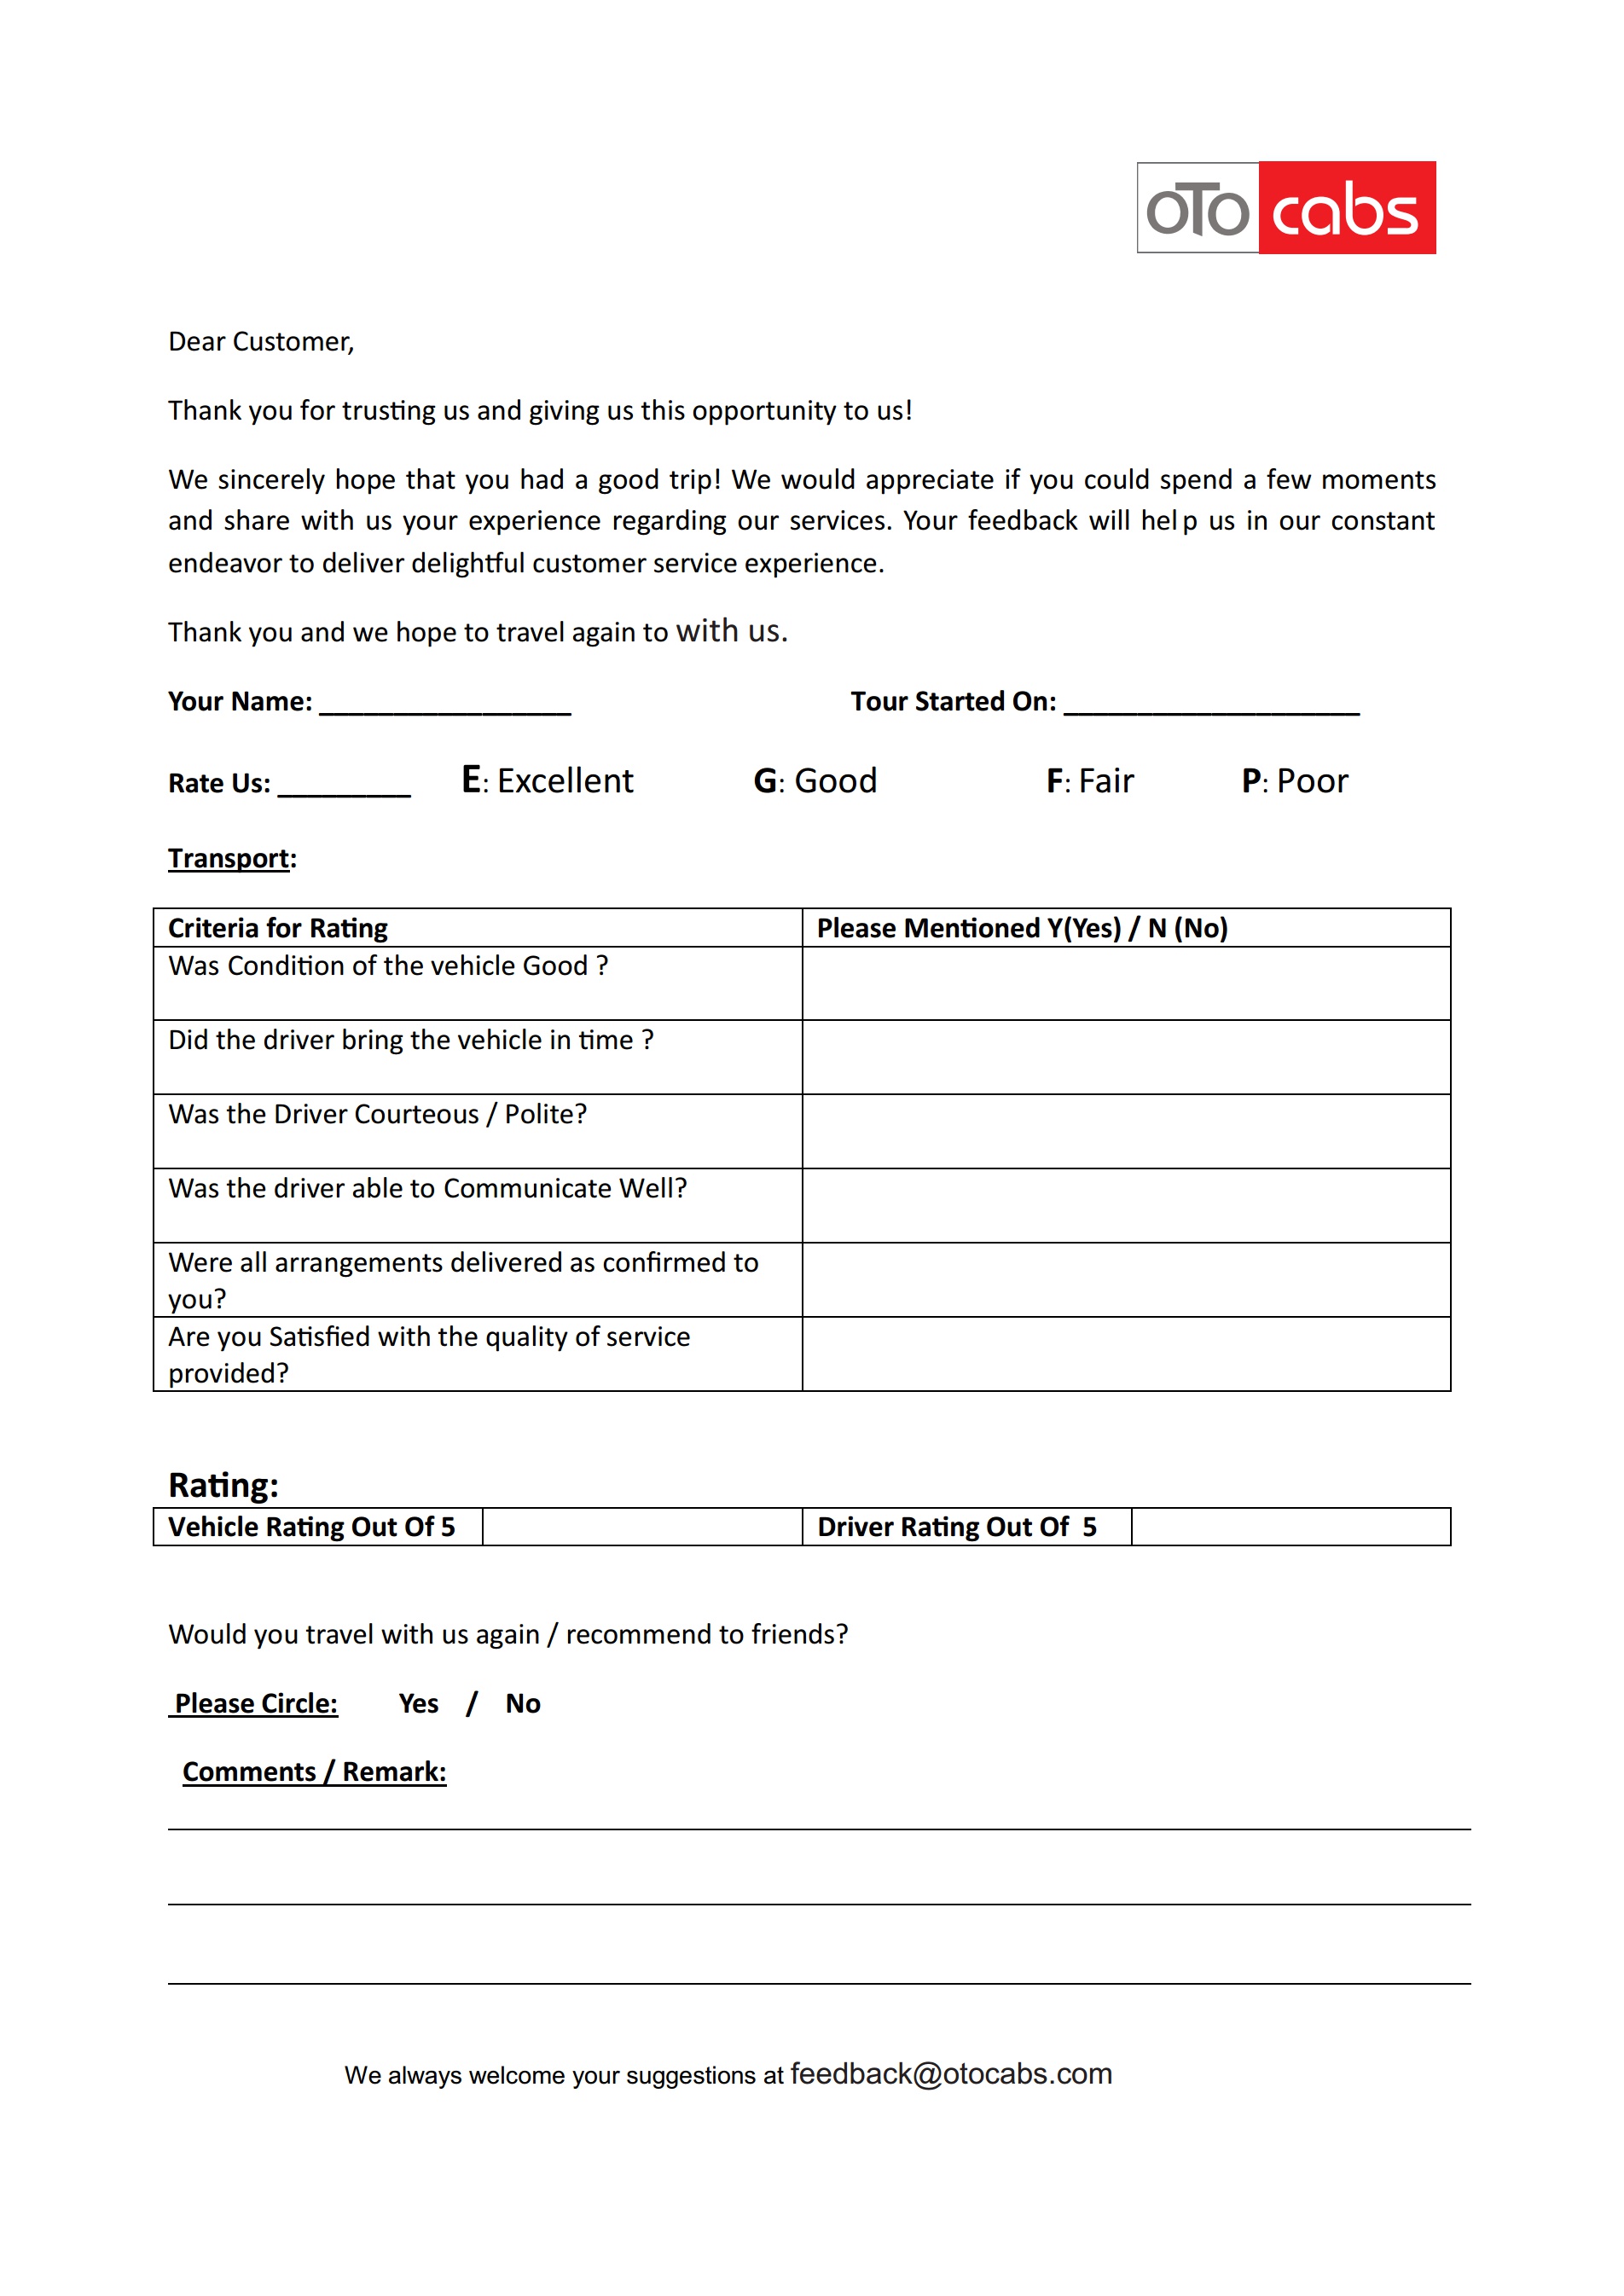 oTo cabs
Dear Customer,
Thank you for trusting us and giving us this opportunity to us!
We sincerely hope that you had a good trip! We would appreciate if you could spend a few moments
and share with us your experience regarding our services. Your feedback will help us in our constant
endeavor to deliver delightful customer service experience.
Thank you and we hope to travel again to with us.
Your Name: _________________ Tour Started On: ____________________
Rate Us: _________ E: Excellent G: Good F: Fair P: Poor
Transport:
Criteria for Rating Please Mentioned Y(Yes) / N (No)
Was Condition of the vehicle Good ?
Did the driver bring the vehicle in time ?
Was the Driver Courteous / Polite?
Was the driver able to Communicate Well?
Were all arrangements delivered as confirmed to
you?
Are you Satisfied with the quality of service
provided?
Rating:
Vehicle Rating Out Of 5 Driver Rating Out Of 5
Would you travel with us again / recommend to friends?
Please Circle: Yes / No
Comments / Remark:
We always welcome your suggestions at feedback@otocabs.com